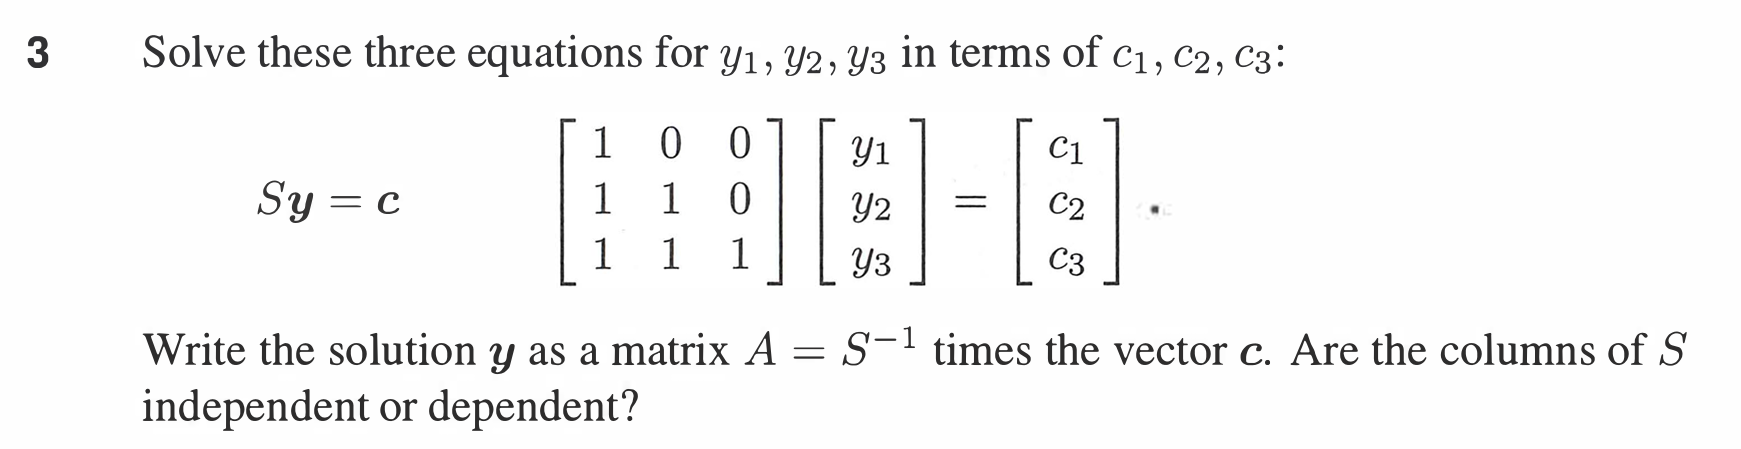 3 Solve these three equations for y₁, y₂, y₃ in terms of c₁, c₂, c₃:
Sy = c [ 1 0 0 ; 1 1 0 ; 1 1 1 ] [ y₁ ; y₂ ; y₃ ] = [ c₁ ; c₂ ; c₃ ] .
Write the solution y as a matrix A = S⁻¹ times the vector c. Are the columns of S
independent or dependent?